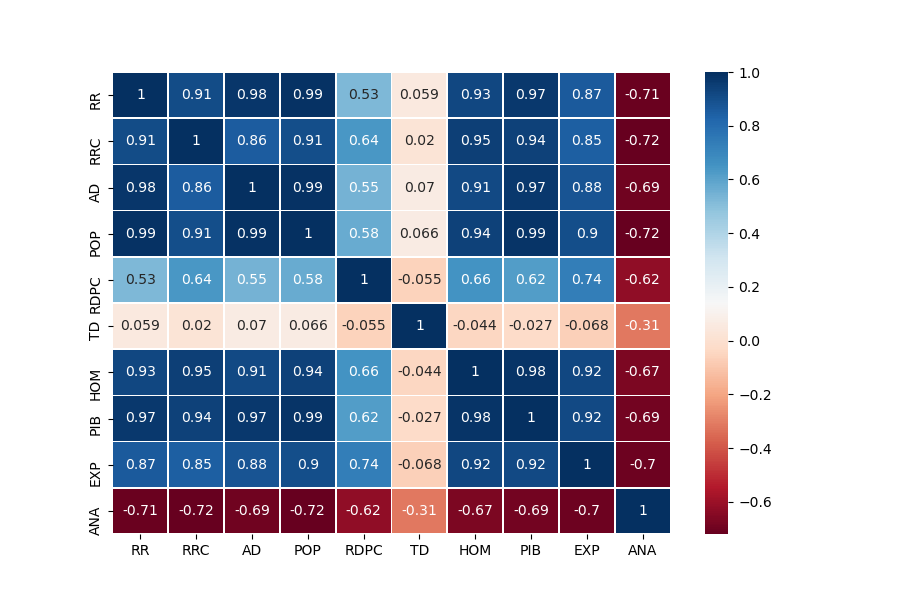 RR 1 0.91 0.98 0.99 0.53 0.059 0.93 0.97 0.87 -0.71
RRC 0.91 1 0.86 0.91 0.64 0.02 0.95 0.94 0.85 -0.72
AD 0.98 0.86 1 0.99 0.55 0.07 0.91 0.97 0.88 -0.69
POP 0.99 0.91 0.99 1 0.58 0.066 0.94 0.99 0.9 -0.72
RDPC 0.53 0.64 0.55 0.58 1 -0.055 0.66 0.62 0.74 -0.62
TD 0.059 0.02 0.07 0.066 -0.055 1 -0.044 -0.027 -0.068 -0.31
HOM 0.93 0.95 0.91 0.94 0.66 -0.044 1 0.98 0.92 -0.67
PIB 0.97 0.94 0.97 0.99 0.62 -0.027 0.98 1 0.92 -0.69
EXP 0.87 0.85 0.88 0.9 0.74 -0.068 0.92 0.92 1 -0.7
ANA -0.71 -0.72 -0.69 -0.72 -0.62 -0.31 -0.67 -0.69 -0.7 1
RR RRC AD POP RDPC TD HOM PIB EXP ANA
1.0
0.8
0.6
0.4
0.2
0.0
−0.2
−0.4
−0.6